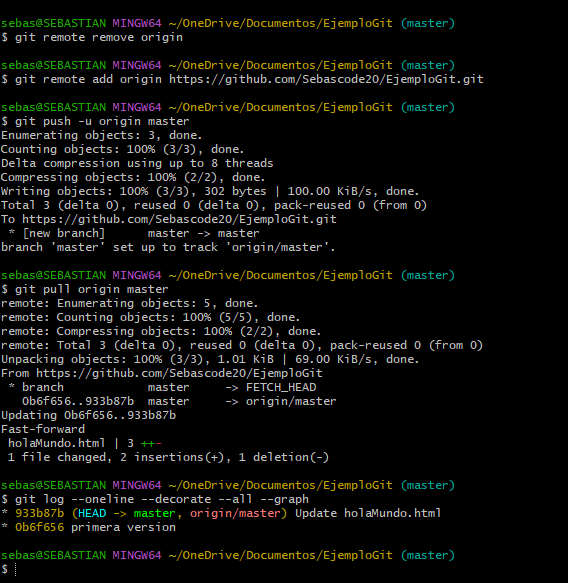 sebas@SEBASTIAN MINGW64 ~/OneDrive/Documentos/EjemploGit (master)
$ git remote remove origin
sebas@SEBASTIAN MINGW64 ~/OneDrive/Documentos/EjemploGit (master)
$ git remote add origin https://github.com/Sebascode20/EjemploGit.git
sebas@SEBASTIAN MINGW64 ~/OneDrive/Documentos/EjemploGit (master)
$ git push -u origin master
Enumerating objects: 3, done.
Counting objects: 100% (3/3), done.
Delta compression using up to 8 threads
Compressing objects: 100% (2/2), done.
Writing objects: 100% (3/3), 302 bytes | 100.00 KiB/s, done.
Total 3 (delta 0), reused 0 (delta 0), pack-reused 0 (from 0)
To https://github.com/Sebascode20/EjemploGit.git
 * [new branch]      master -> master
branch 'master' set up to track 'origin/master'.
sebas@SEBASTIAN MINGW64 ~/OneDrive/Documentos/EjemploGit (master)
$ git pull origin master
remote: Enumerating objects: 5, done.
remote: Counting objects: 100% (5/5), done.
remote: Compressing objects: 100% (2/2), done.
remote: Total 3 (delta 0), reused 0 (delta 0), pack-reused 0 (from 0)
Unpacking objects: 100% (3/3), 1.01 KiB | 69.00 KiB/s, done.
From https://github.com/Sebascode20/EjemploGit
 * branch            master     -> FETCH_HEAD
   0b6f656..933b87b  master     -> origin/master
Updating 0b6f656..933b87b
Fast-forward
 holaMundo.html | 3 ++-
 1 file changed, 2 insertions(+), 1 deletion(-)
sebas@SEBASTIAN MINGW64 ~/OneDrive/Documentos/EjemploGit (master)
$ git log --oneline --decorate --all --graph
* 933b87b (HEAD -> master, origin/master) Update holaMundo.html
* 0b6f656 primera version
sebas@SEBASTIAN MINGW64 ~/OneDrive/Documentos/EjemploGit (master)
$